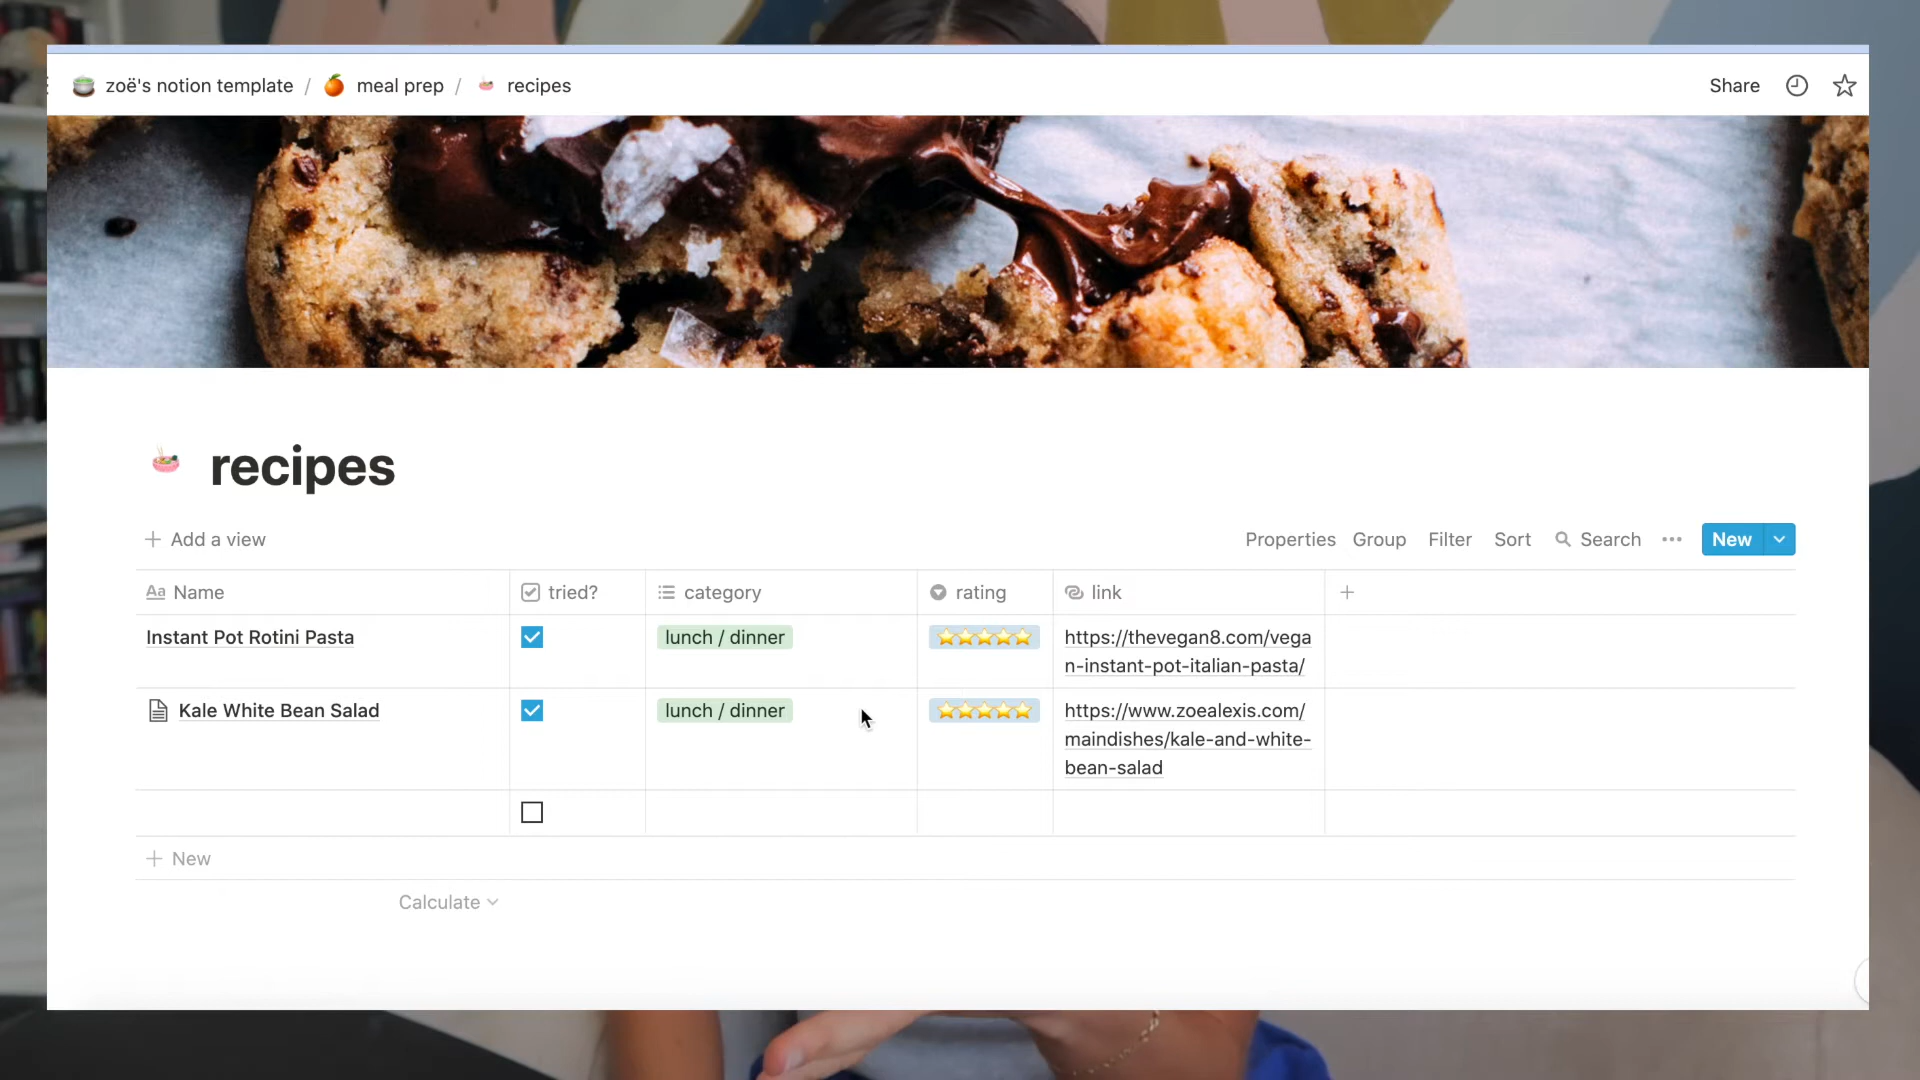 zoë's notion template / meal prep / recipes
Share
recipes
Add a view
Properties Group Filter Sort Search New
Aa Name tried? category rating link
Instant Pot Rotini Pasta lunch / dinner https://thevegan8.com/vega
n-instant-pot-italian-pasta/
Kale White Bean Salad lunch / dinner https://www.zoealexis.com/
maindishes/kale-and-white-
bean-salad
New
Calculate